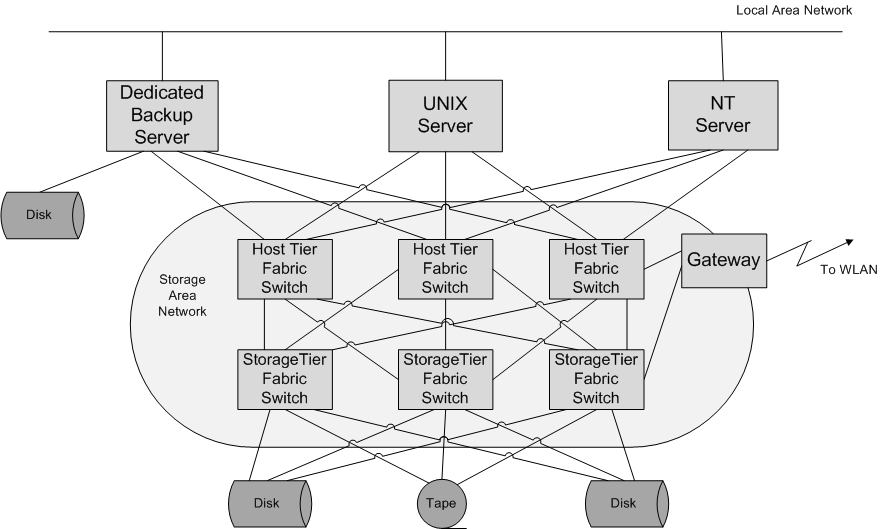 Local Area Network
Dedicated
Backup
Server
UNIX
Server
NT
Server
Disk
Host Tier
Fabric
Switch
Host Tier
Fabric
Switch
Host Tier
Fabric
Switch
Gateway
To WLAN
Storage
Area
Network
StorageTier
Fabric
Switch
StorageTier
Fabric
Switch
StorageTier
Fabric
Switch
Disk
Tape
Disk